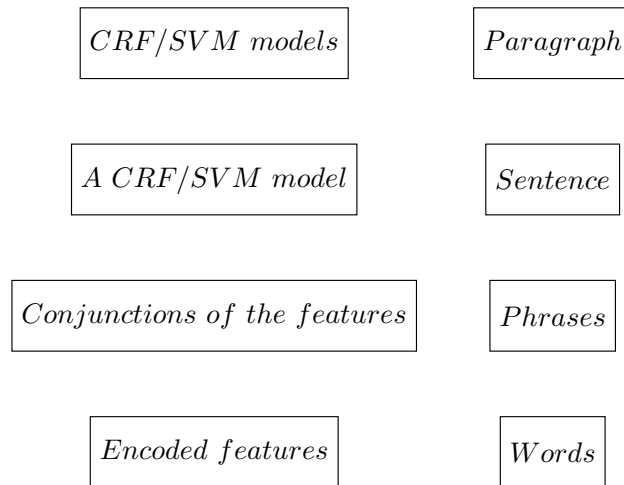 CRF/SVM models
Paragraph
A CRF/SVM model
Sentence
Conjunctions of the features
Phrases
Encoded features
Words